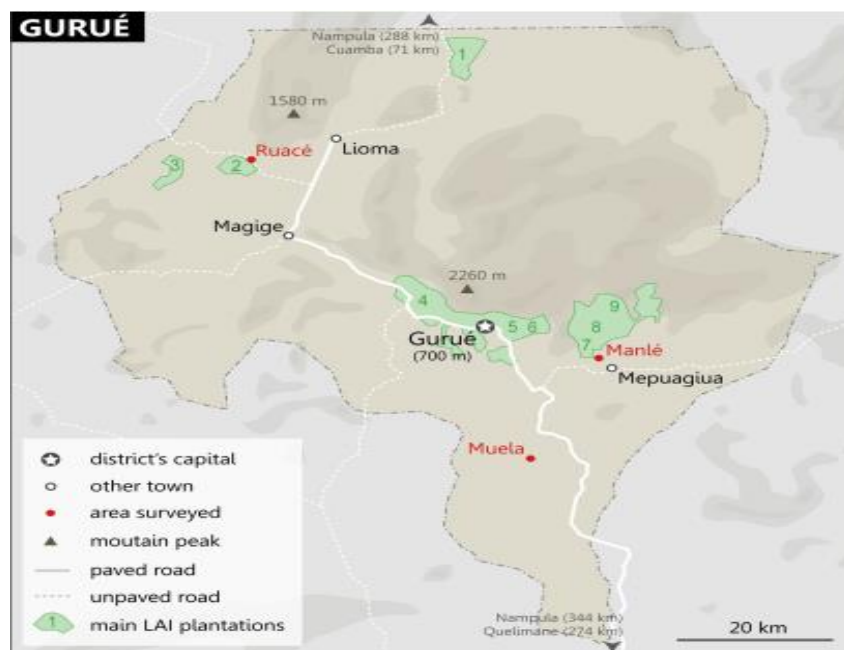 GURUÉ
Nampula (288 km)
Cuamba (71 km)
1
1580 m
Ruacé
Lioma
3
2
Magige
2260 m
4
9
8
5 6
Gurué
(700 m)
7
Manlé
Mepuagiua
Muela
district's capital
other town
area surveyed
moutain peak
paved road
unpaved road
1 main LAI plantations
Nampula (344 km)
Quelimane (274 km)
20 km